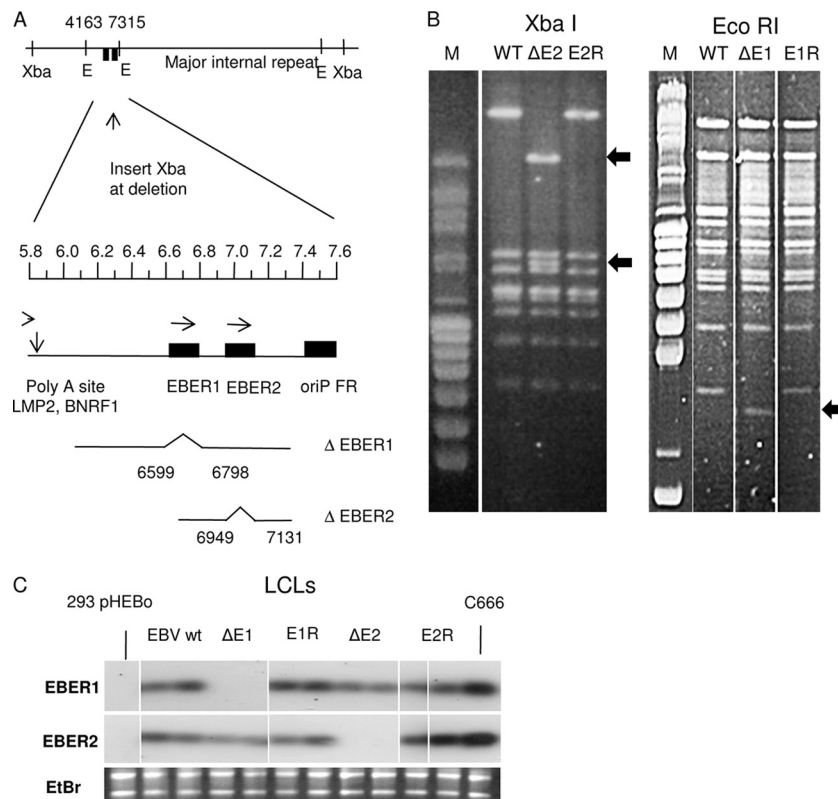 A
4163 7315
Xba E E Major internal repeat E Xba
Insert Xba
at deletion
5.8 6.0 6.2 6.4 6.6 6.8 7.0 7.2 7.4 7.6
Poly A site
LMP2, BNRF1
EBER1 EBER2 oriP FR
6599 6798 Δ EBER1
6949 7131 Δ EBER2
B
Xba I
M WT ΔE2 E2R
Eco RI
M WT ΔE1 E1R
C
LCLs
293 pHEBo C666
EBV wt ΔE1 E1R ΔE2 E2R
EBER1
EBER2
EtBr